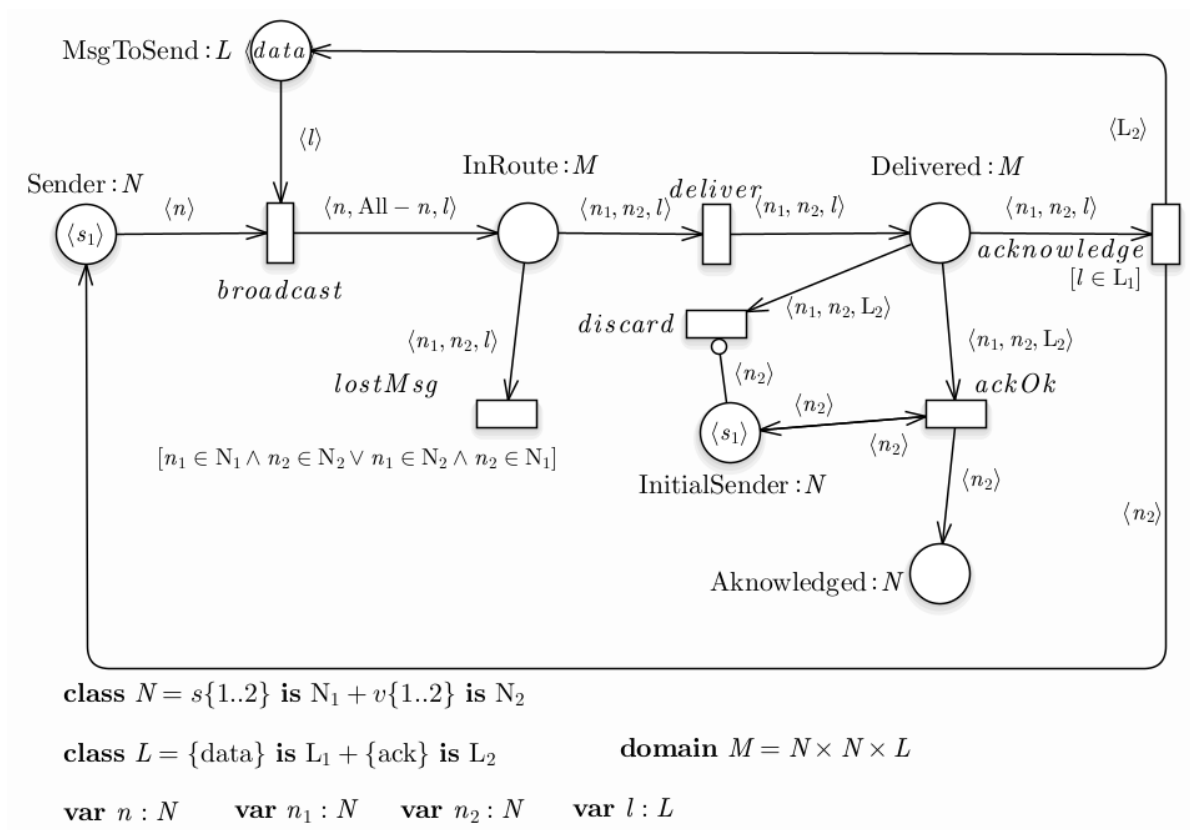 MsgToSend : L ⟨data⟩
⟨l⟩
⟨L₂⟩
Sender : N
⟨s₁⟩
⟨n⟩
broadcast
⟨n, All − n, l⟩
InRoute : M
⟨n₁, n₂, l⟩
deliver
⟨n₁, n₂, l⟩
Delivered : M
⟨n₁, n₂, l⟩
acknowledge
[l ∈ L₁]
discard
⟨n₁, n₂, L₂⟩
⟨n₁, n₂, l⟩
⟨n₁, n₂, L₂⟩
lostMsg
⟨n₂⟩
ackOk
⟨n₂⟩
⟨s₁⟩
⟨n₂⟩
[n₁ ∈ N₁ ∧ n₂ ∈ N₂ ∨ n₁ ∈ N₂ ∧ n₂ ∈ N₁]
InitialSender : N
⟨n₂⟩
⟨n₂⟩
Aknowledged : N
class N = s{1..2} is N₁ + v{1..2} is N₂
class L = {data} is L₁ + {ack} is L₂
domain M = N × N × L
var n : N var n₁ : N var n₂ : N var l : L